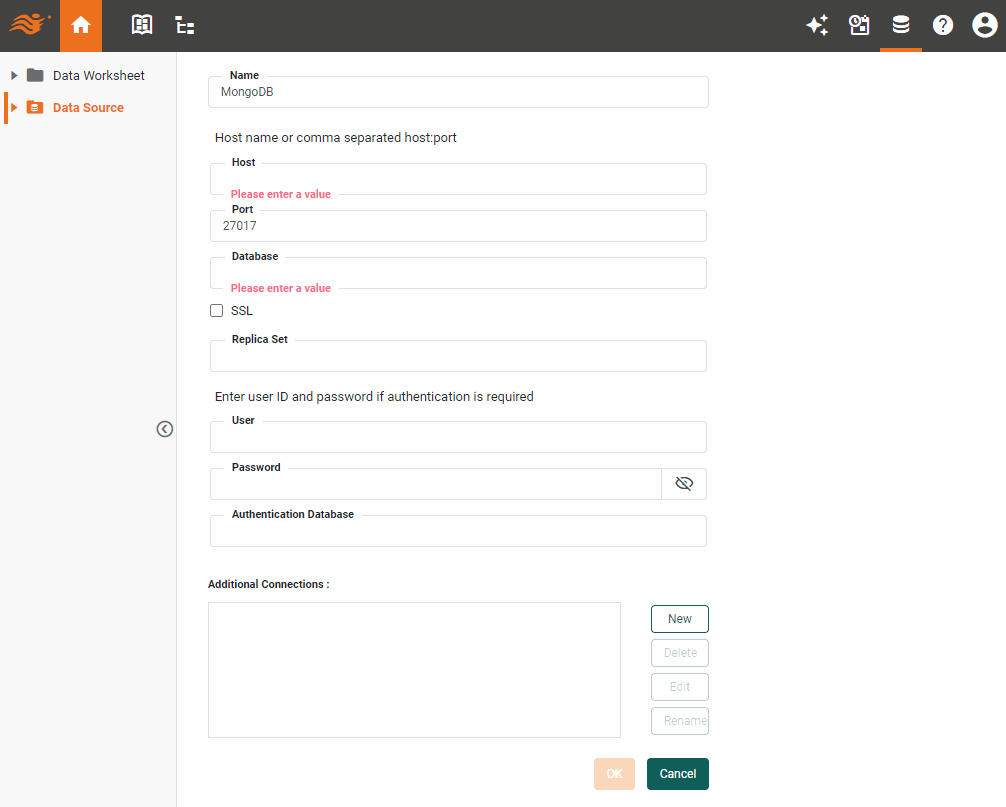 Data Worksheet
Data Source
Name
MongoDB
Host name or comma separated host:port
Host
Please enter a value
Port
27017
Database
Please enter a value
SSL
Replica Set
Enter user ID and password if authentication is required
User
Password
Authentication Database
Additional Connections :
New
Delete
Edit
Rename
OK
Cancel